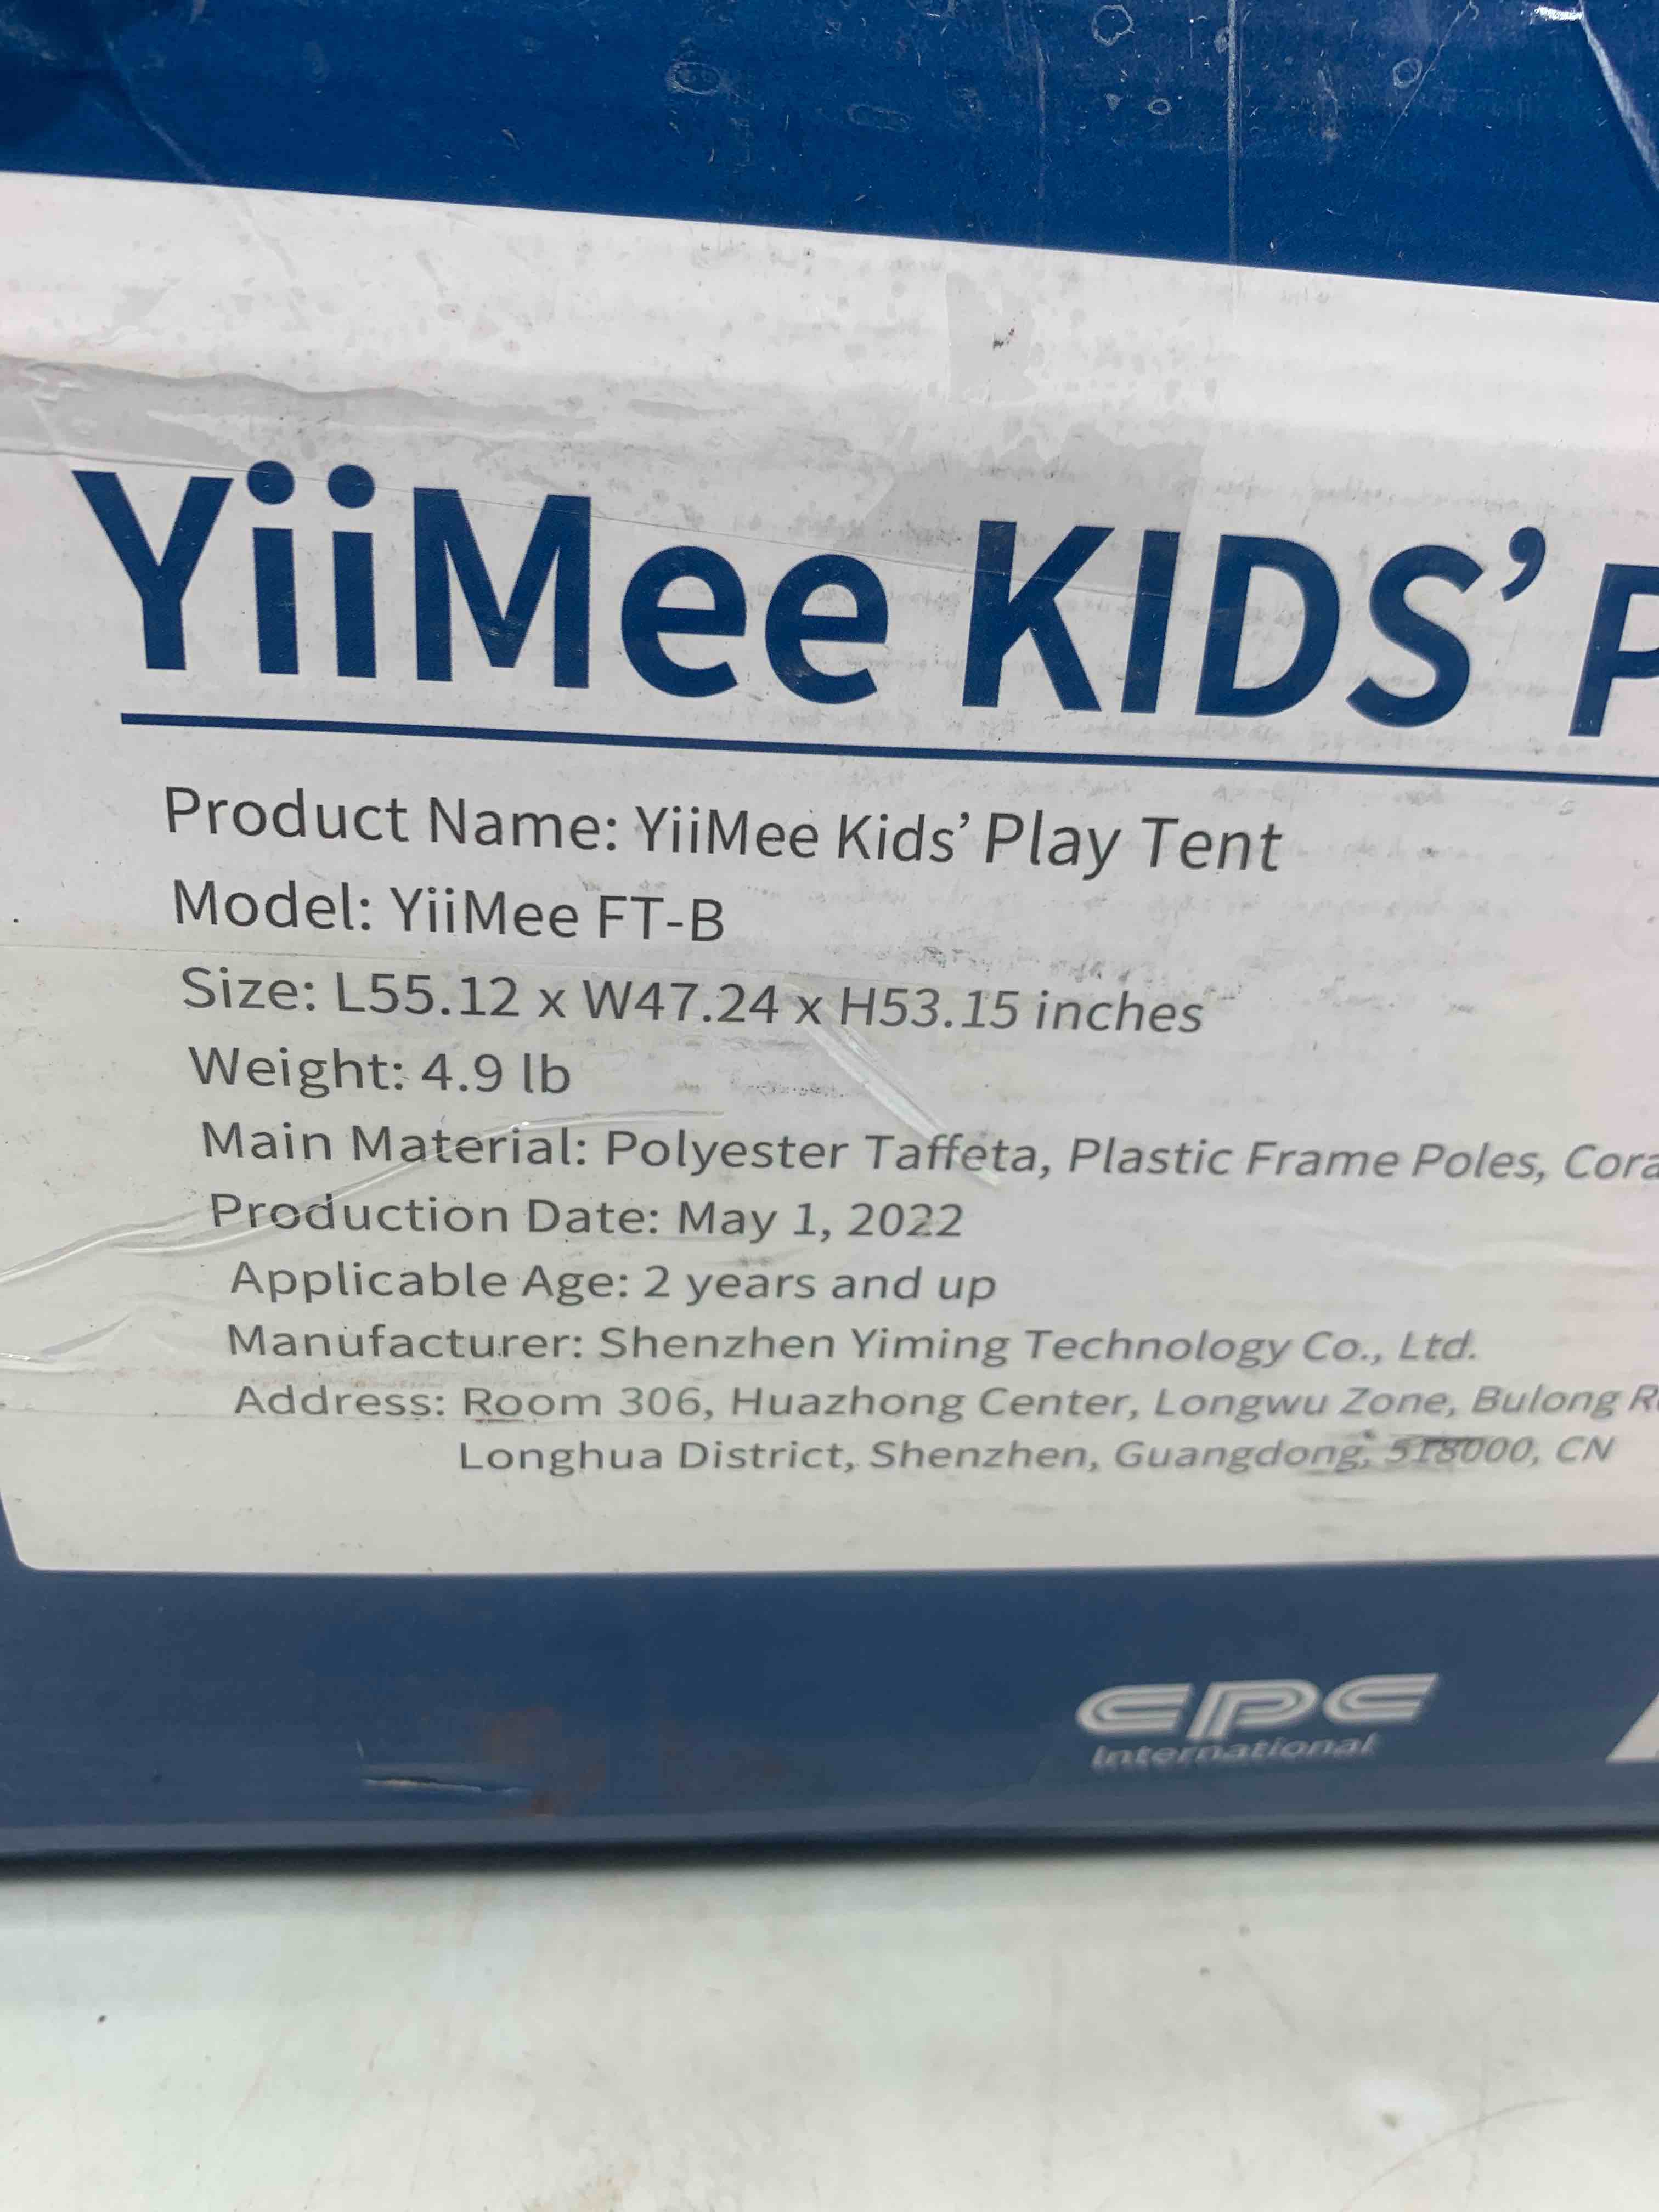 YiiMee KIDS’ P
Product Name: YiiMee Kids’ Play Tent
Model: YiiMee FT-B
Size: L55.12 x W47.24 x H53.15 inches
Weight: 4.9 lb
Main Material: Polyester Taffeta, Plastic Frame Poles, Cora
Production Date: May 1, 2022
Applicable Age: 2 years and up
Manufacturer: Shenzhen Yiming Technology Co., Ltd.
Address: Room 306, Huazhong Center, Longwu Zone, Bulong R
Longhua District, Shenzhen, Guangdong, 518000, CN
CPC
International